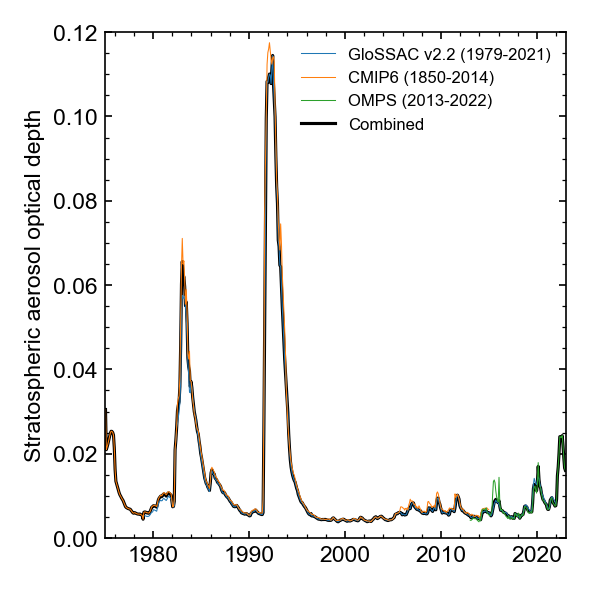 0.12
GloSSAC v2.2 (1979-2021)
CMIP6 (1850-2014)
OMPS (2013-2022)
Combined
0.10
0.08
0.06
0.04
0.02
0.00
Stratospheric aerosol optical depth
1980 1990 2000 2010 2020